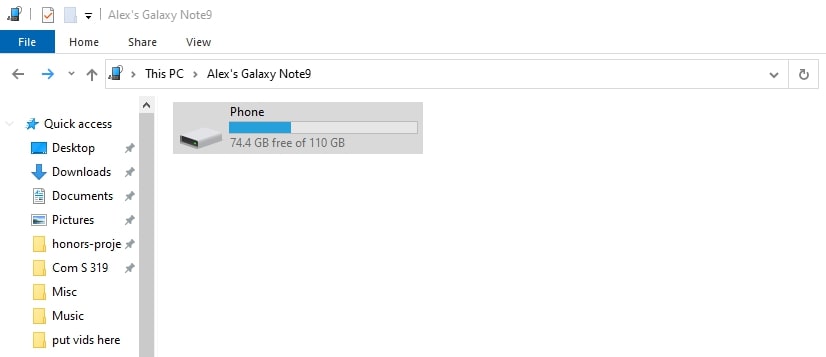 Alex's Galaxy Note9
File Home Share View
This PC Alex's Galaxy Note9
Quick access
Desktop
Downloads
Documents
Pictures
honors-proje
Com S 319
Misc
Music
put vids here
Phone
74.4 GB free of 110 GB